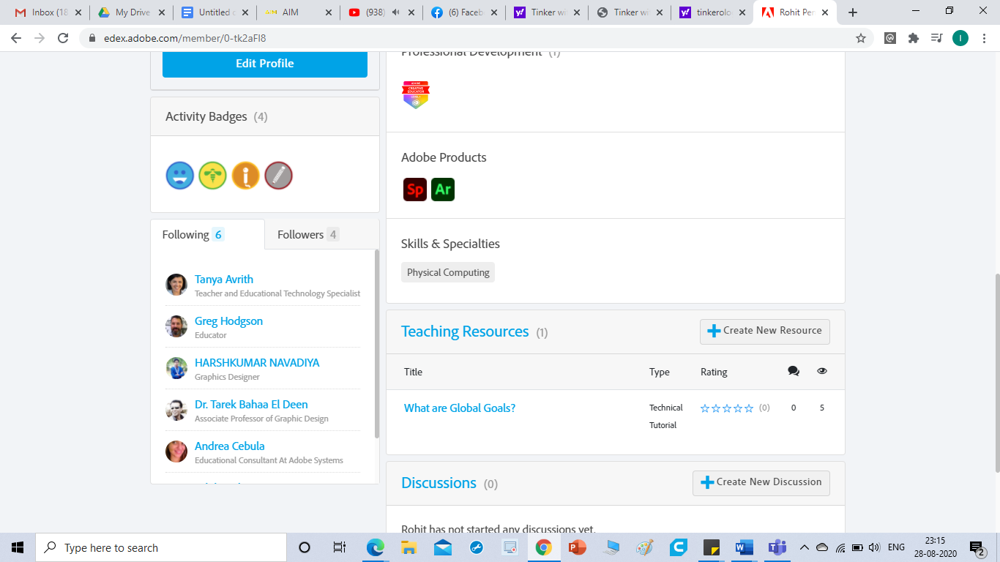 Inbox (18
My Drive
Untitled
AIM
(938)
(6) Faceb
Tinker wi
Tinker wi
tinkerolo
Rohit Per
edex.adobe.com/member/0-tk2aFI8
I
Edit Profile
Activity Badges (4)
Following 6
Followers 4
Tanya Avrith
Teacher and Educational Technology Specialist
Greg Hodgson
Educator
HARSHKUMAR NAVADIYA
Graphics Designer
Dr. Tarek Bahaa El Deen
Associate Professor of Graphic Design
Andrea Cebula
Educational Consultant At Adobe Systems
Professional Development (1)
ADOBE
CREATIVE
EDUCATOR
Adobe Products
Sp Ar
Skills & Specialties
Physical Computing
Teaching Resources (1)
Create New Resource
Title Type Rating
What are Global Goals? Technical (0) 0 5
Tutorial
Discussions (0)
Create New Discussion
Rohit has not started any discussions yet.
Type here to search
ENG
23:15
28-08-2020
2